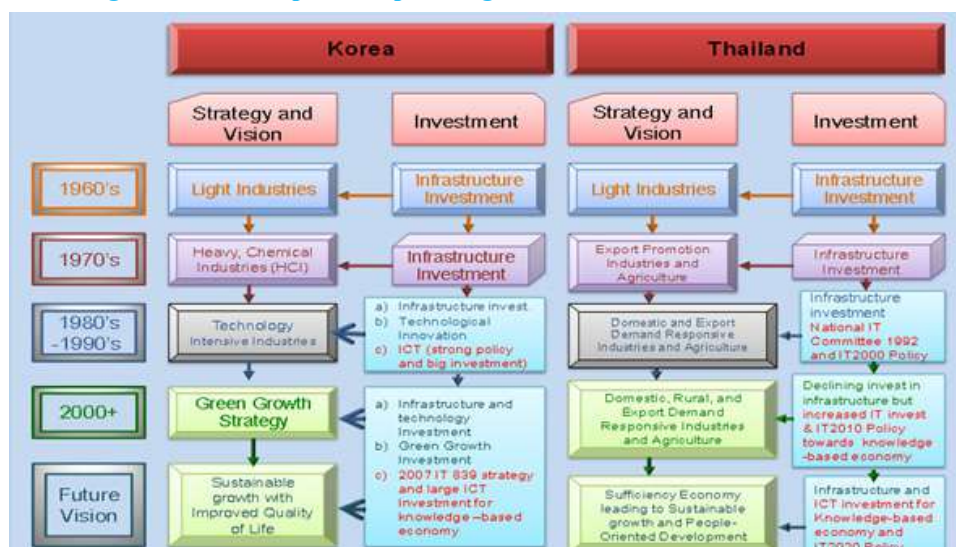 Korea
Thailand
Strategy and
Vision
Investment
Strategy and
Vision
Investment
1960's
Light Industries
Infrastructure
Investment
Light Industries
Infrastructure
Investment
1970's
Heavy, Chemical
Industries (HCI)
Infrastructure
Investment
Export Promotion
Industries and
Agriculture
Infrastructure
Investment
1980's
-1990's
Technology
Intensive Industries
a) Infrastructure invest.
b) Technological
Innovation
c) ICT (strong policy
and big investment)
Domestic and Export
Demand Responsive
Industries and Agriculture
Infrastructure
investment
National IT
Committee 1992
and IT2000 Policy
2000+
Green Growth
Strategy
a) Infrastructure and
technology
Investment
b) Green Growth
Investment
c) 2007 IT 839 strategy
and large ICT
Investment for
knowledge –based
economy
Domestic, Rural, and
Export Demand
Responsive Industries
and Agriculture
Declining invest in
infrastructure but
increased IT invest
& IT2010 Policy
towards knowledge
-based economy
Future
Vision
Sustainable
growth with
Improved Quality
of Life
Sufficiency Economy
leading to Sustainable
growth and People-
Oriented Development
Infrastructure and
ICT investment for
Knowledge-based
economy and
IT2020 Policy